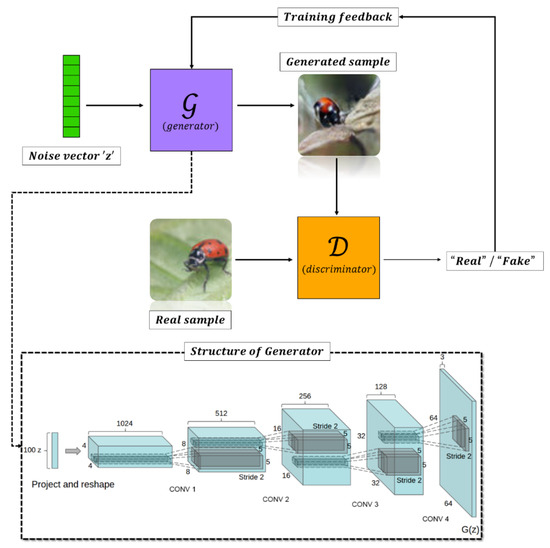 Training feedback
Generated sample
G
(generator)
Noise vector 'z'
D
(discriminator)
"Real" / "Fake"
Real sample
Structure of Generator
3
128
256
512
1024
64
5
5
Stride 2
16
Stride 2
5
5
32
5
5
8
5
5
4
100 z
4
8
Stride 2
16
32
Stride 2
64
Project and reshape
CONV 1
CONV 2
CONV 3
CONV 4
G(z)